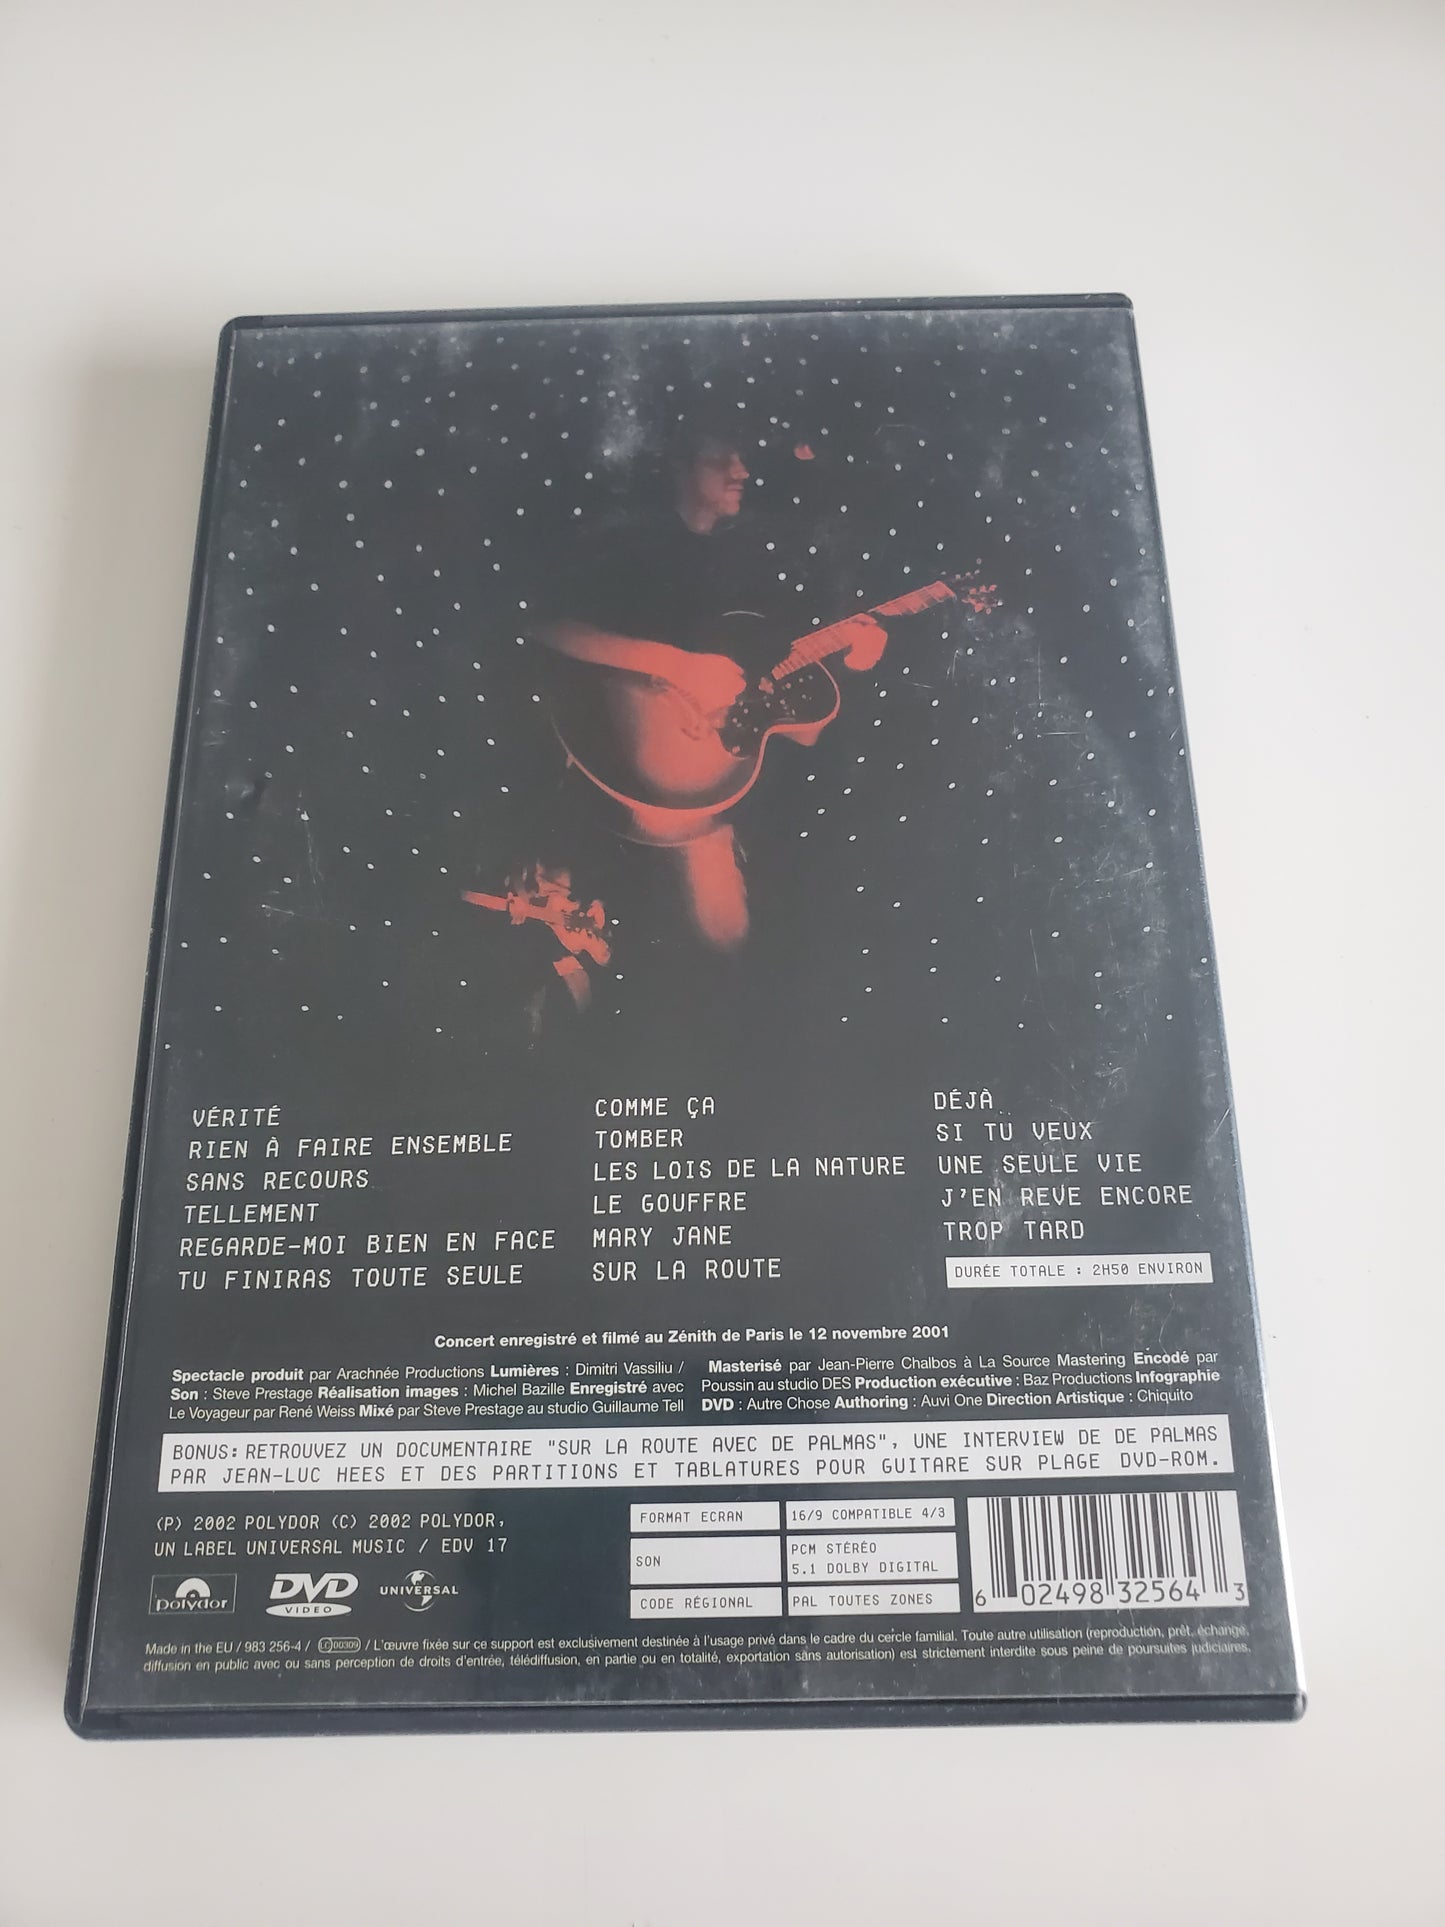 VÉRITÉ
RIEN À FAIRE ENSEMBLE
SANS RECOURS
TELLEMENT
REGARDE-MOI BIEN EN FACE
TU FINIRAS TOUTE SEULE
COMME ÇA
TOMBER
LES LOIS DE LA NATURE
LE GOUFFRE
MARY JANE
SUR LA ROUTE
DÉJÀ
SI TU VEUX
UNE SEULE VIE
J'EN REVE ENCORE
TROP TARD
DURÉE TOTALE : 2H50 ENVIRON
Concert enregistré et filmé au Zénith de Paris le 12 novembre 2001
Spectacle produit par Arachnée Productions Lumières : Dimitri Vassiliu /
Son : Steve Prestage Réalisation images : Michel Bazille Enregistré avec
Le Voyageur par René Weiss Mixé par Steve Prestage au studio Guillaume Tell
Masterisé par Jean-Pierre Chalbos à La Source Mastering Encodé par
Poussin au studio DES Production exécutive : Baz Productions Infographie
DVD : Autre Chose Authoring : Auvi One Direction Artistique : Chiquito
BONUS: RETROUVEZ UN DOCUMENTAIRE "SUR LA ROUTE AVEC DE PALMAS", UNE INTERVIEW DE DE PALMAS
PAR JEAN-LUC HEES ET DES PARTITIONS ET TABLATURES POUR GUITARE SUR PLAGE DVD-ROM.
(P) 2002 POLYDOR (C) 2002 POLYDOR,
UN LABEL UNIVERSAL MUSIC / EDV 17
polydor
DVD
VIDEO
UNIVERSAL
FORMAT ECRAN
16/9 COMPATIBLE 4/3
SON
PCM STÉRÉO
5.1 DOLBY DIGITAL
CODE RÉGIONAL
PAL TOUTES ZONES
6 02498 32564 3
Made in the EU / 983 256-4 / LC 00309 / L'œuvre fixée sur ce support est exclusivement destinée à l'usage privé dans le cadre du cercle familial. Toute autre utilisation (reproduction, prêt, échange,
diffusion en public avec ou sans perception de droits d'entrée, télédiffusion, en partie ou en totalité, exportation sans autorisation) est strictement interdite sous peine de poursuites judiciaires.